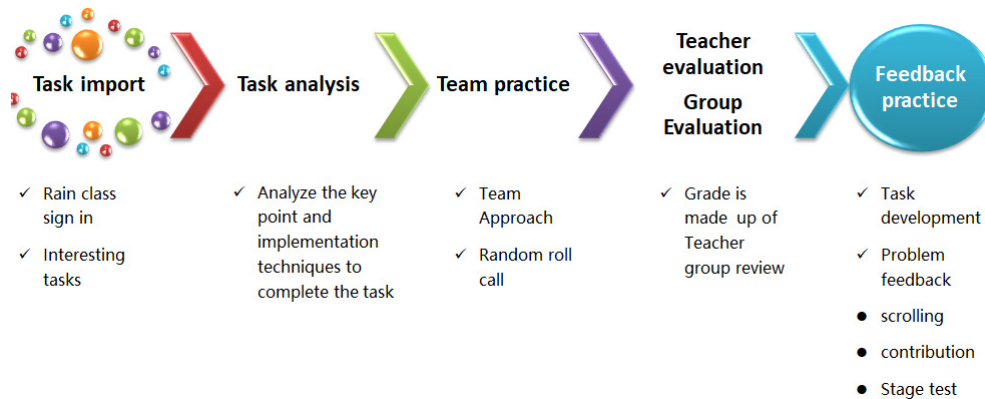 Task import
Task analysis
Team practice
Teacher
evaluation
Group
Evaluation
Feedback
practice
✓ Rain class
sign in
✓ Interesting
tasks
✓ Analyze the key
point and
implementation
techniques to
complete the task
✓ Team
Approach
✓ Random roll
call
✓ Grade is
made up of
Teacher
group review
✓ Task
development
✓ Problem
feedback
● scrolling
● contribution
● Stage test